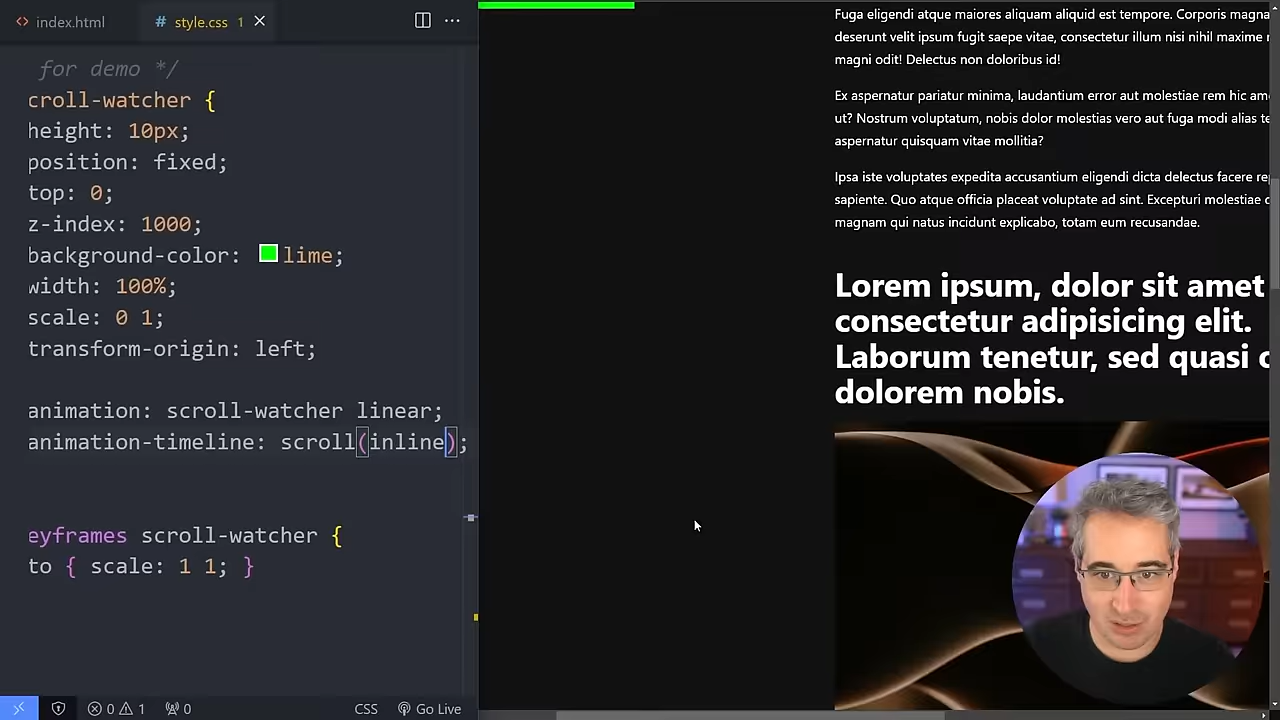 index.html
# style.css 1
for demo */
croll-watcher {
height: 10px;
position: fixed;
top: 0;
z-index: 1000;
background-color: lime;
width: 100%;
scale: 0 1;
transform-origin: left;
animation: scroll-watcher linear;
animation-timeline: scroll(inline);
eyframes scroll-watcher {
to { scale: 1 1; }
0 1 0
CSS
Go Live
Fuga eligendi atque maiores aliquam aliquid est tempore. Corporis magna
deserunt velit ipsum fugit saepe vitae, consectetur illum nisi nihil maxime
magni odit! Delectus non doloribus id!
Ex aspernatur pariatur minima, laudantium error aut molestiae rem hic am
ut? Nostrum voluptatum, nobis dolor molestias vero aut fuga modi alias te
aspernatur quisquam vitae mollitia?
Ipsa iste voluptates expedita accusantium eligendi dicta delectus facere re
sapiente. Quo atque officia placeat voluptate ad sint. Excepturi molestiae
magnam qui natus incidunt explicabo, totam eum recusandae.
Lorem ipsum, dolor sit amet
consectetur adipisicing elit.
Laborum tenetur, sed quasi
dolorem nobis.